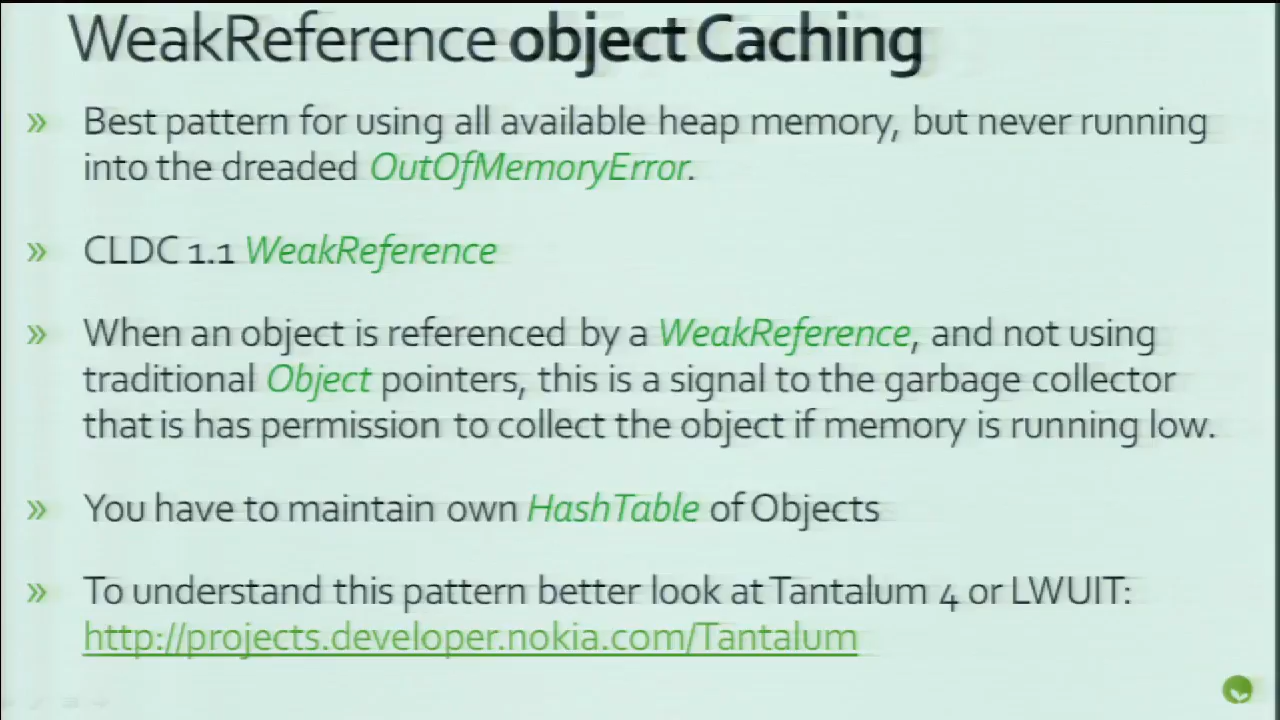 WeakReference object Caching
» Best pattern for using all available heap memory, but never running
into the dreaded OutOfMemoryError.
» CLDC 1.1 WeakReference
» When an object is referenced by a WeakReference, and not using
traditional Object pointers, this is a signal to the garbage collector
that is has permission to collect the object if memory is running low.
» You have to maintain own HashTable of Objects
» To understand this pattern better look at Tantalum 4 or LWUIT:
http://projects.developer.nokia.com/Tantalum